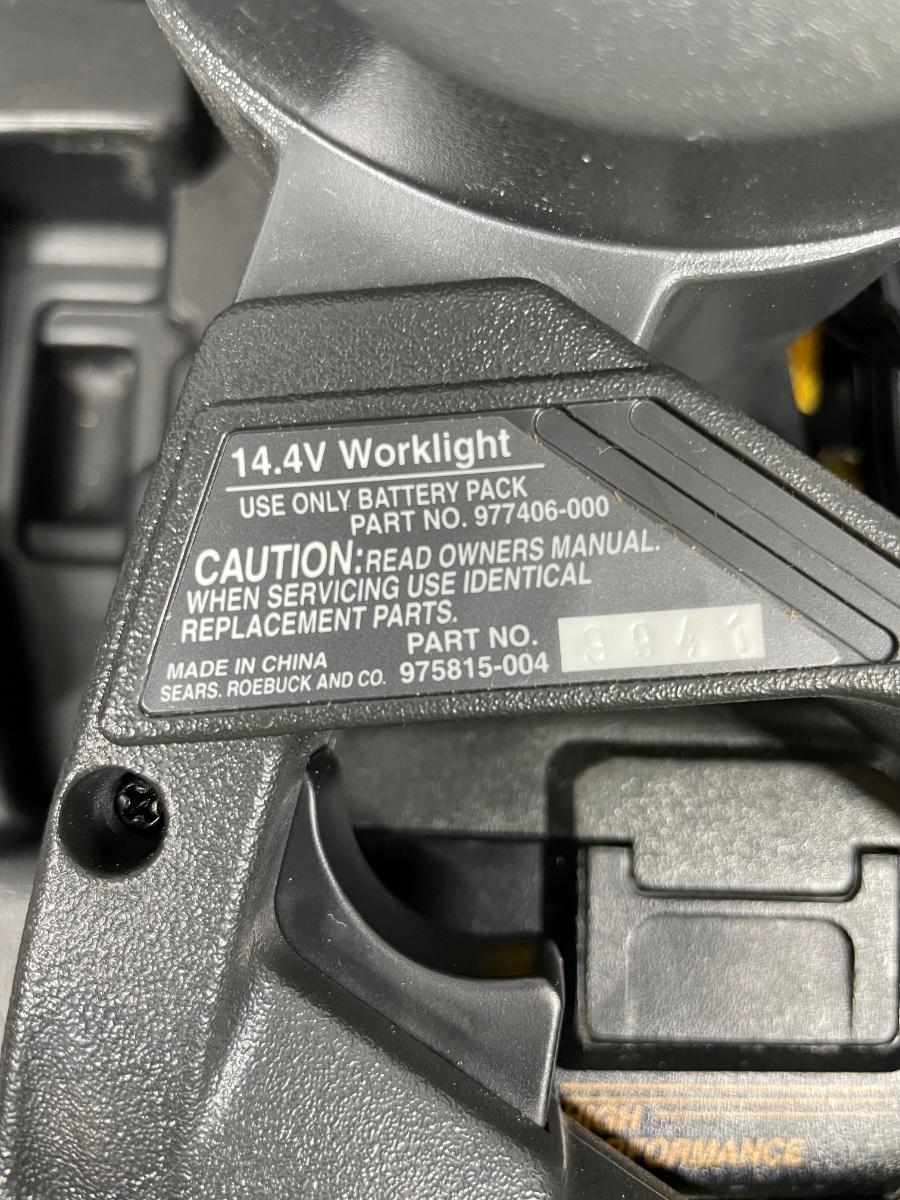 14.4V Worklight
USE ONLY BATTERY PACK
PART NO. 977406-000
CAUTION: READ OWNERS MANUAL.
WHEN SERVICING USE IDENTICAL
REPLACEMENT PARTS.
PART NO.
MADE IN CHINA
SEARS. ROEBUCK AND CO. 975815-004
HIGH